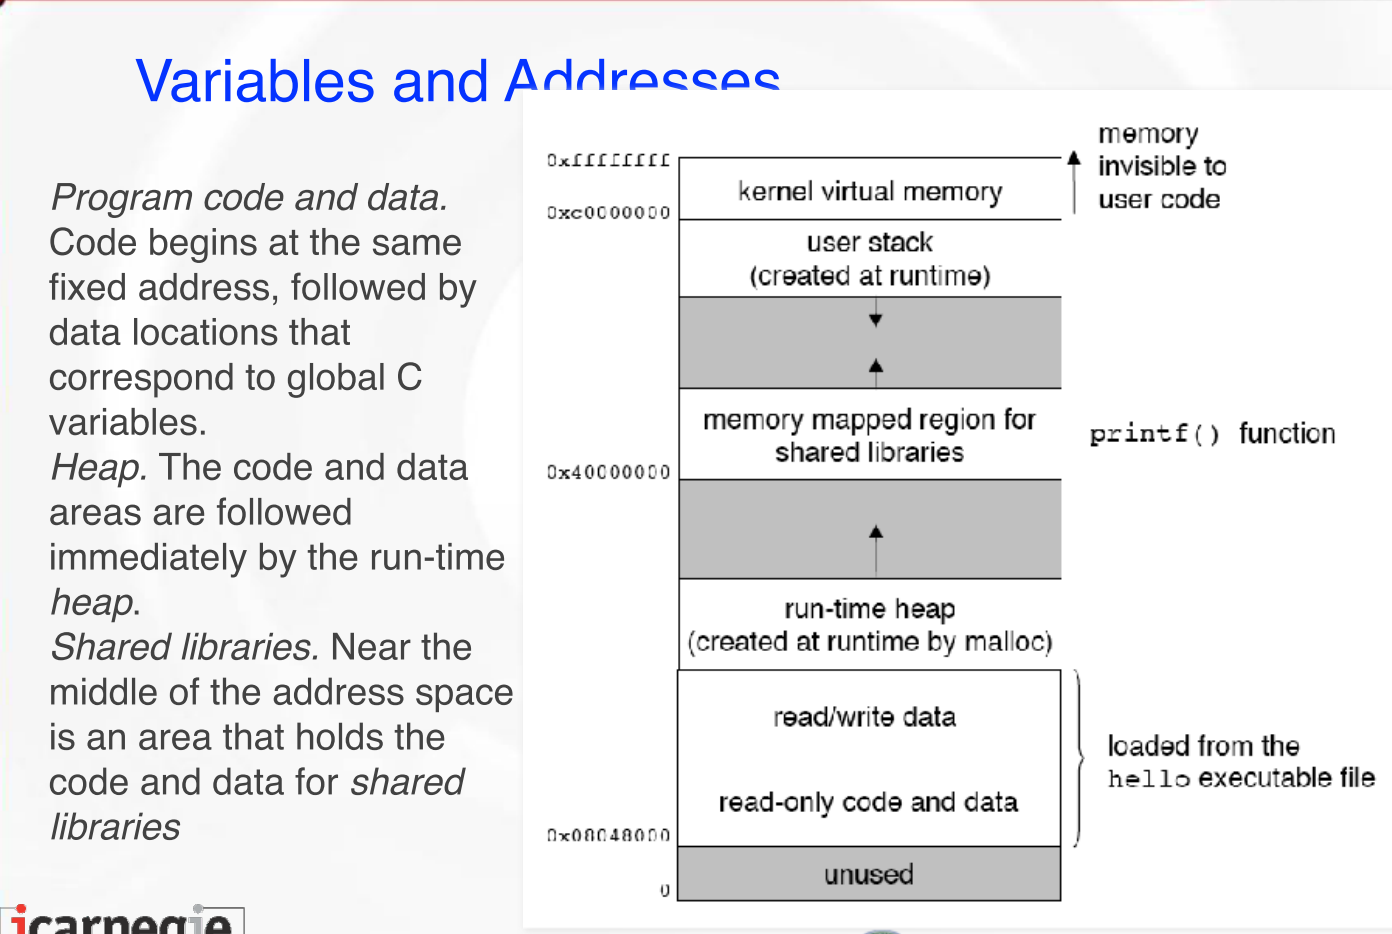 Variables and Addresses
Program code and data.
Code begins at the same
fixed address, followed by
data locations that
correspond to global C
variables.
Heap. The code and data
areas are followed
immediately by the run-time
heap.
Shared libraries. Near the
middle of the address space
is an area that holds the
code and data for shared
libraries
0xffffffff
kernel virtual memory
memory
invisible to
user code
0xc0000000
user stack
(created at runtime)
memory mapped region for
shared libraries
printf() function
0x40000000
run-time heap
(created at runtime by malloc)
read/write data
read-only code and data
loaded from the
hello executable file
0x08048000
unused
0
icarnegie